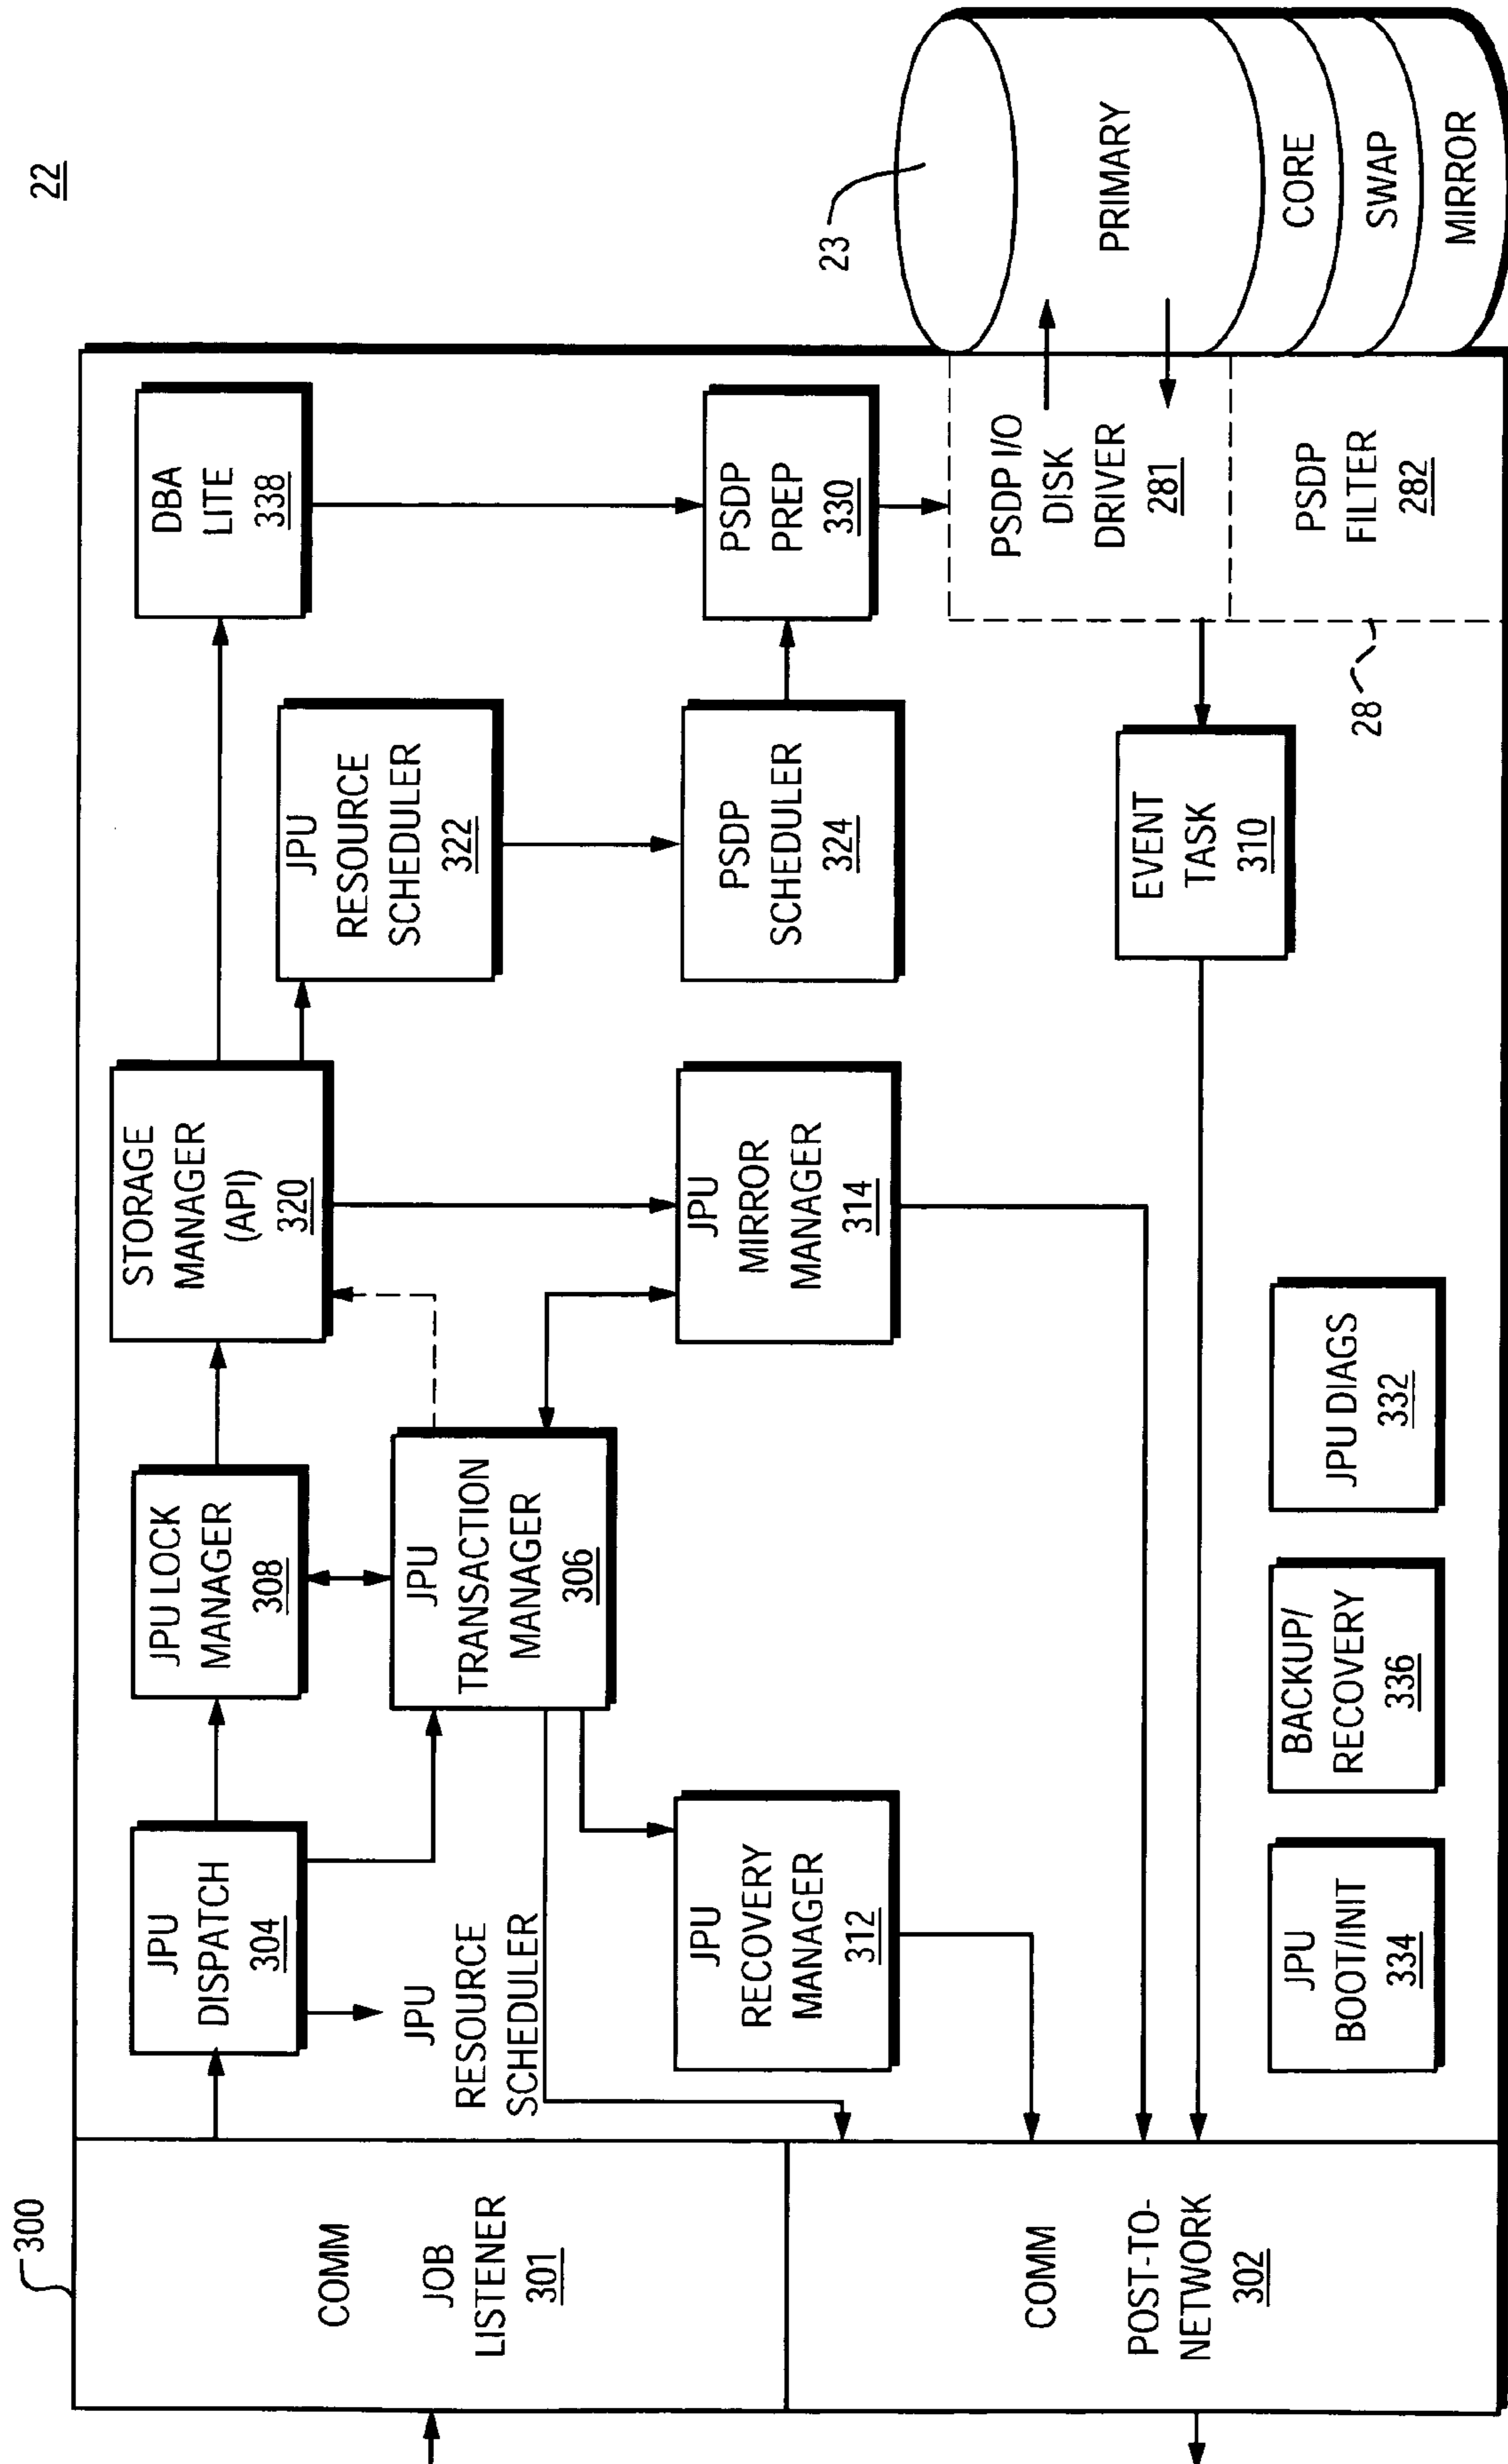 22
300
COMM
JOB
LISTENER
301
COMM
POST-TO-
NETWORK
302
JPU
DISPATCH
304
JPU
RESOURCE
SCHEDULER
JPU LOCK
MANAGER
308
JPU
TRANSACTION
MANAGER
306
JPU
RECOVERY
MANAGER
312
STORAGE
MANAGER
(API)
320
JPU
MIRROR
MANAGER
314
JPU
RESOURCE
SCHEDULER
322
PSDP
SCHEDULER
324
DBA
LITE
338
PSDP
PREP
330
EVENT
TASK
310
JPU
BOOT/INIT
334
BACKUP/
RECOVERY
336
JPU DIAGS
332
PSDP I/O
DISK
DRIVER
281
PSDP
FILTER
282
28
23
PRIMARY
CORE
SWAP
MIRROR